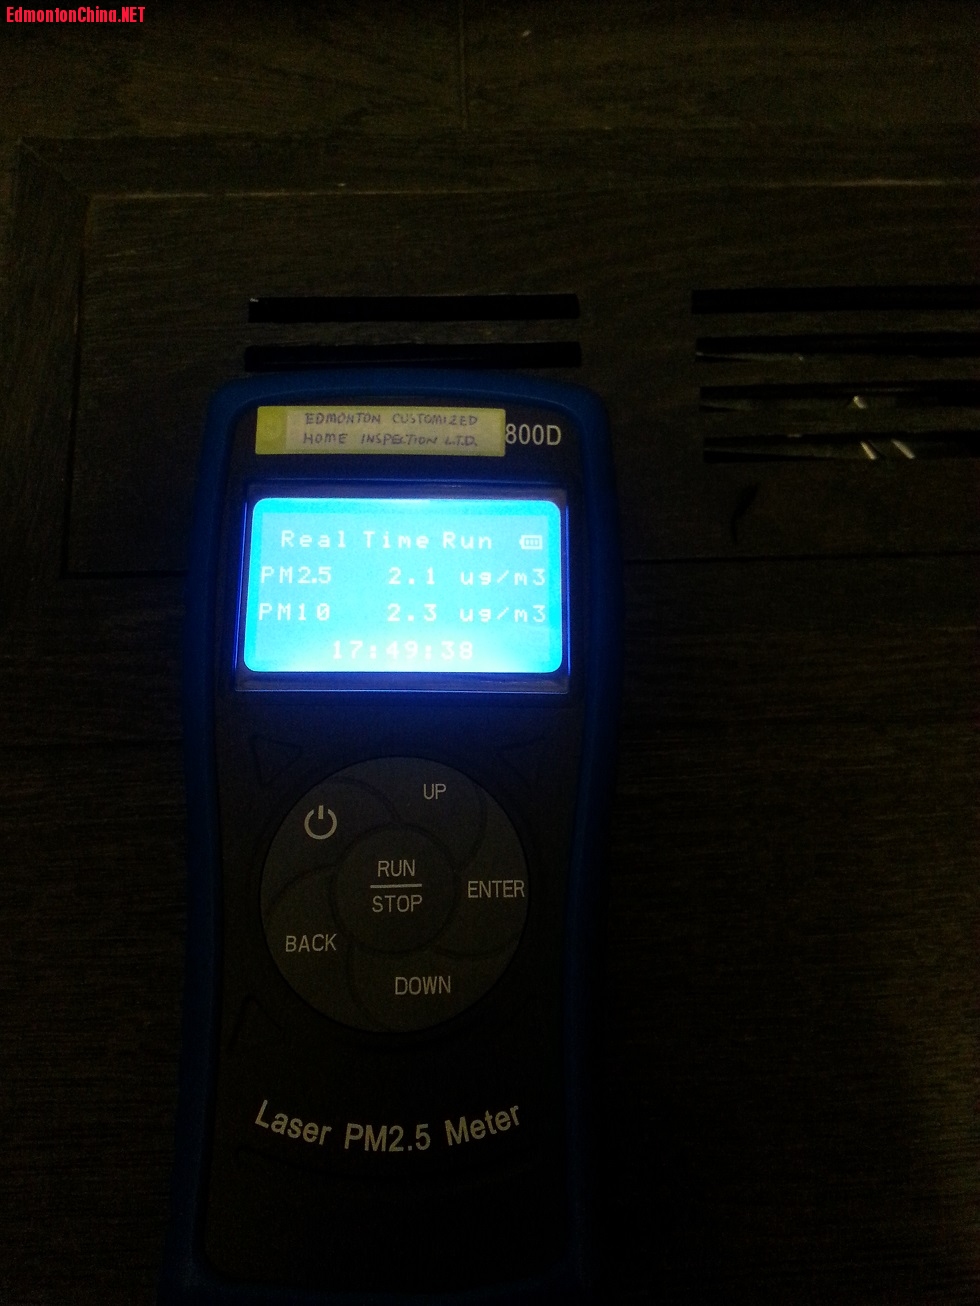 EdmontonChina.NET
EDMONTON CUSTOMIZED
HOME INSPECTION L.T.D.
800D
Real Time Run
PM2.5 2.1 ug/m3
PM10 2.3 ug/m3
17:49:38
UP
RUN
STOP
ENTER
BACK
DOWN
Laser PM2.5 Meter